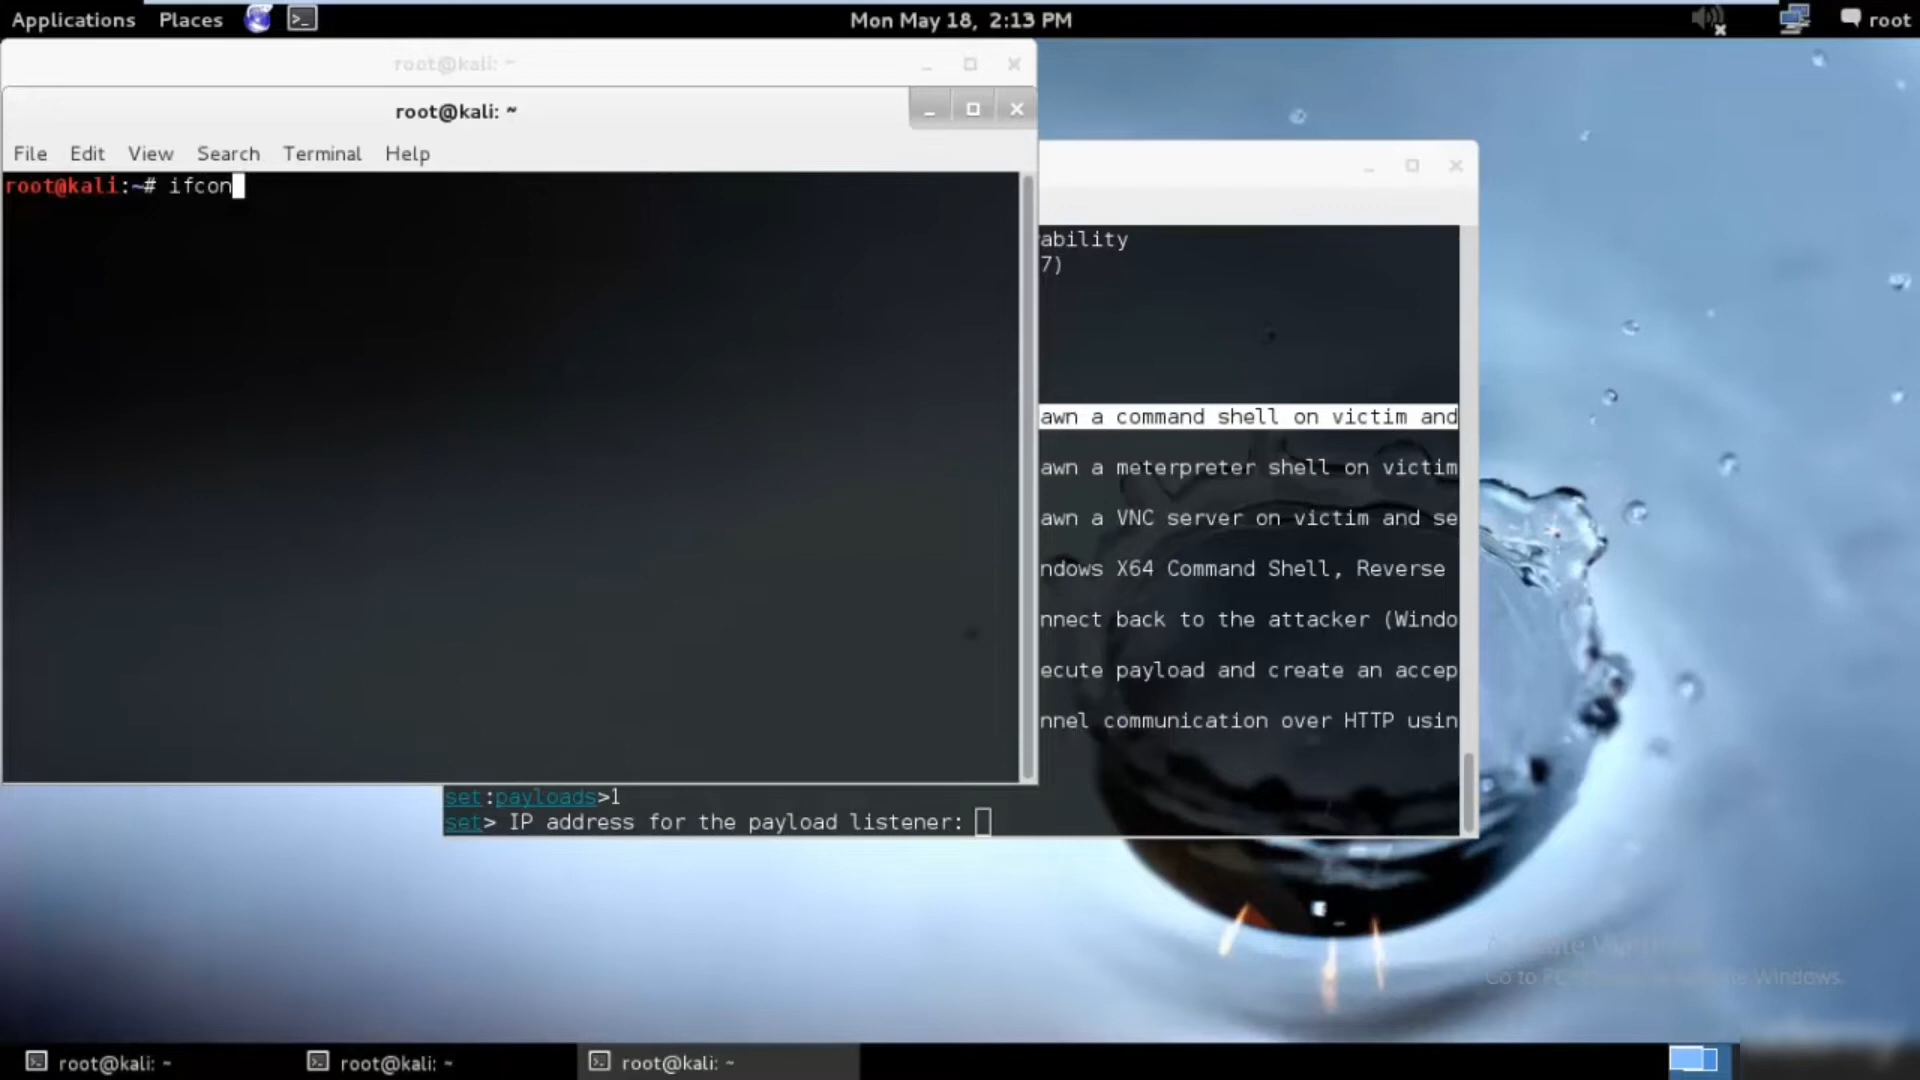 Applications Places Mon May 18, 2:13 PM root
root@kali: ~
root@kali: ~
File Edit View Search Terminal Help
root@kali:~# ifcon
ability
7)
awn a command shell on victim and
awn a meterpreter shell on victim
awn a VNC server on victim and se
ndows X64 Command Shell, Reverse
nnect back to the attacker (Windo
ecute payload and create an accep
nnel communication over HTTP usin
set:payloads>1
set> IP address for the payload listener:
Go to PC Windows.
root@kali: ~ root@kali: ~ root@kali: ~